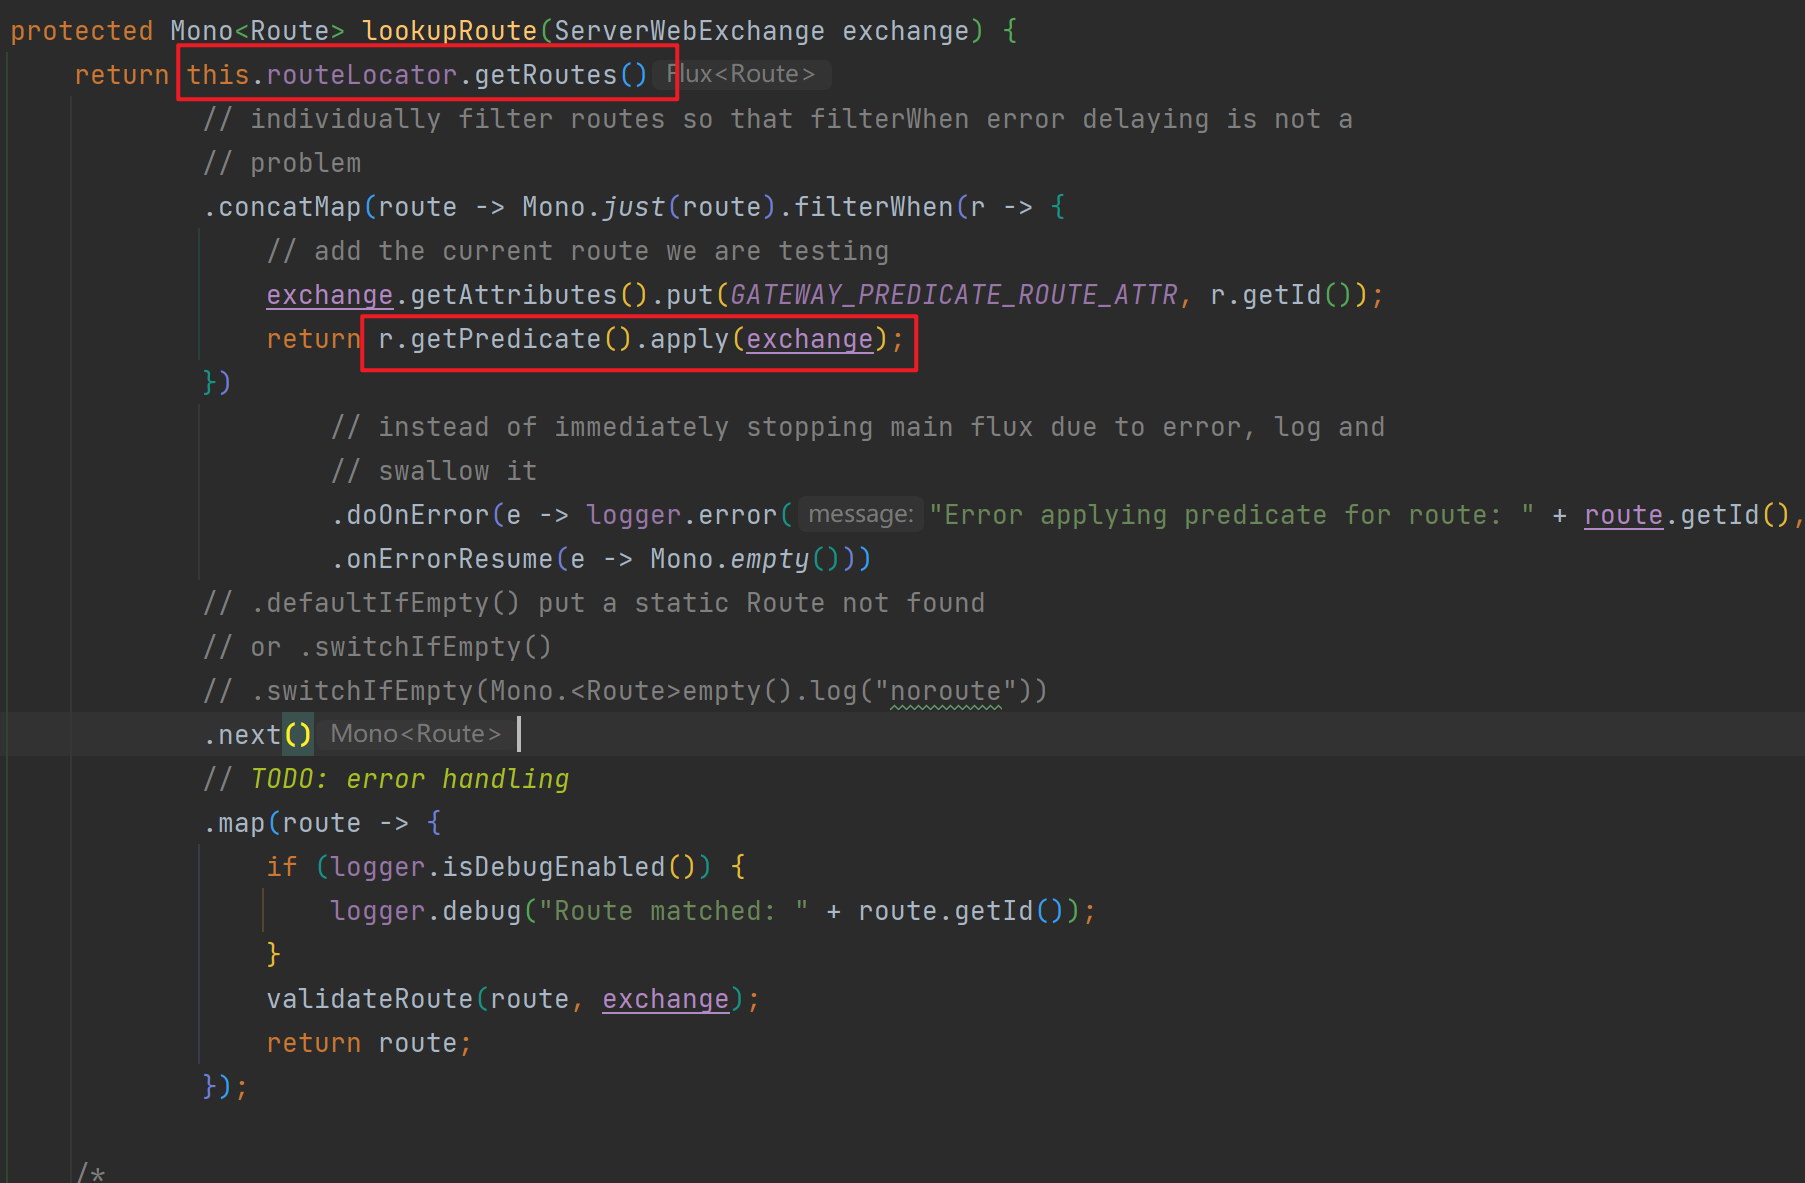 protected Mono<Route> lookupRoute(ServerWebExchange exchange) {
return this.routeLocator.getRoutes() Flux<Route>
// individually filter routes so that filterWhen error delaying is not a
// problem
.concatMap(route -> Mono.just(route).filterWhen(r -> {
// add the current route we are testing
exchange.getAttributes().put(GATEWAY_PREDICATE_ROUTE_ATTR, r.getId());
return r.getPredicate().apply(exchange);
})
// instead of immediately stopping main flux due to error, log and
// swallow it
.doOnError(e -> logger.error( message: "Error applying predicate for route: " + route.getId(),
.onErrorResume(e -> Mono.empty()))
// .defaultIfEmpty() put a static Route not found
// or .switchIfEmpty()
// .switchIfEmpty(Mono.<Route>empty().log("noroute"))
.next() Mono<Route>
// TODO: error handling
.map(route -> {
if (logger.isDebugEnabled()) {
logger.debug("Route matched: " + route.getId());
}
validateRoute(route, exchange);
return route;
});
/*